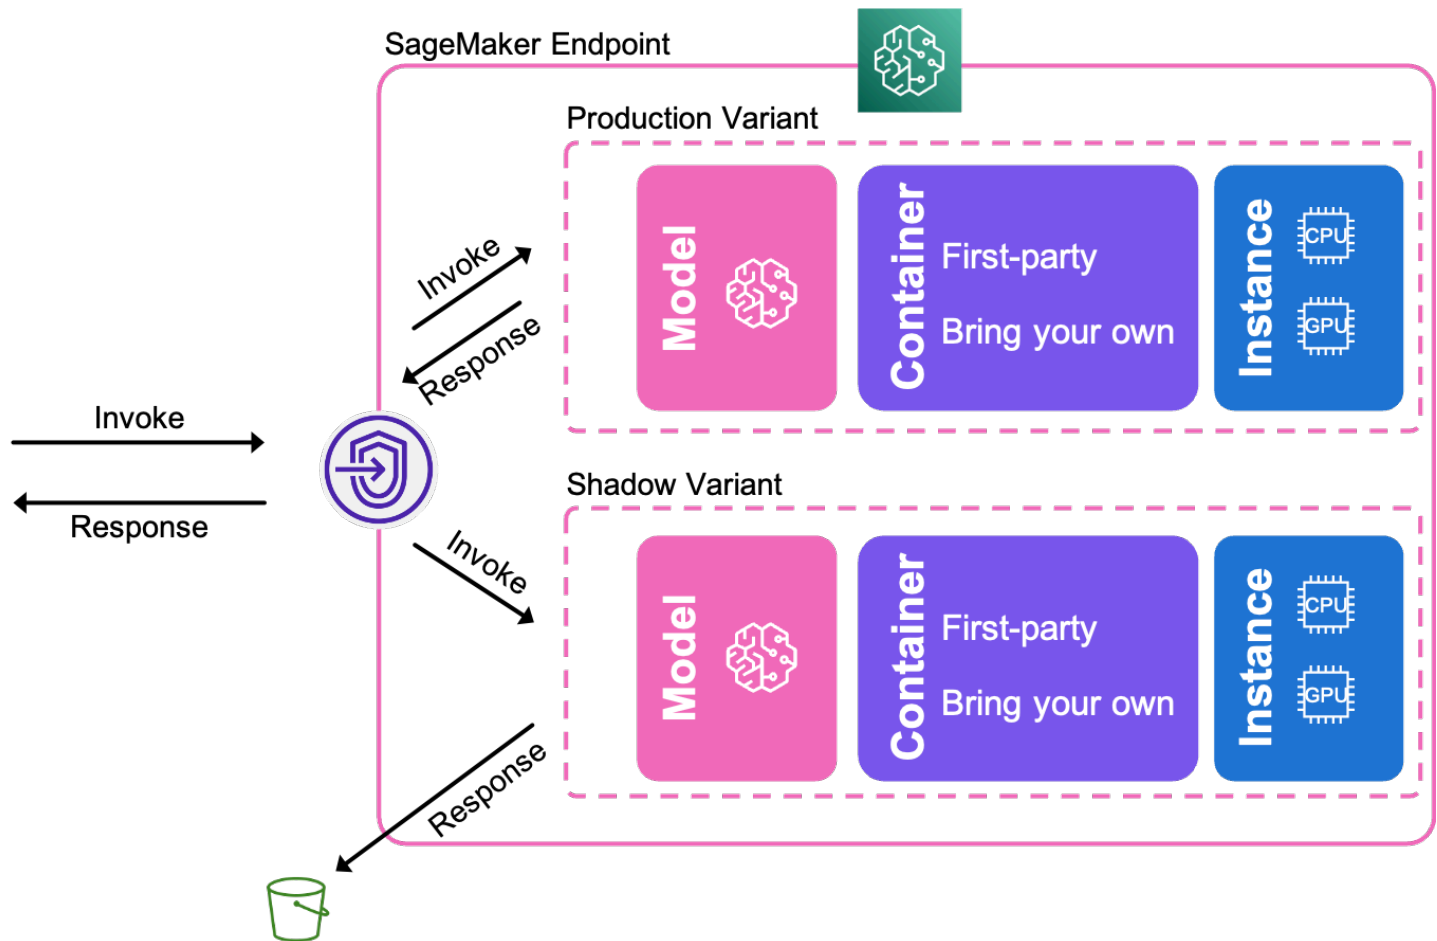 SageMaker Endpoint
Production Variant
Invoke
Response
Model
Container
First-party
Bring your own
Instance
CPU
GPU
Invoke
Response
Shadow Variant
Invoke
Response
Model
Container
First-party
Bring your own
Instance
CPU
GPU